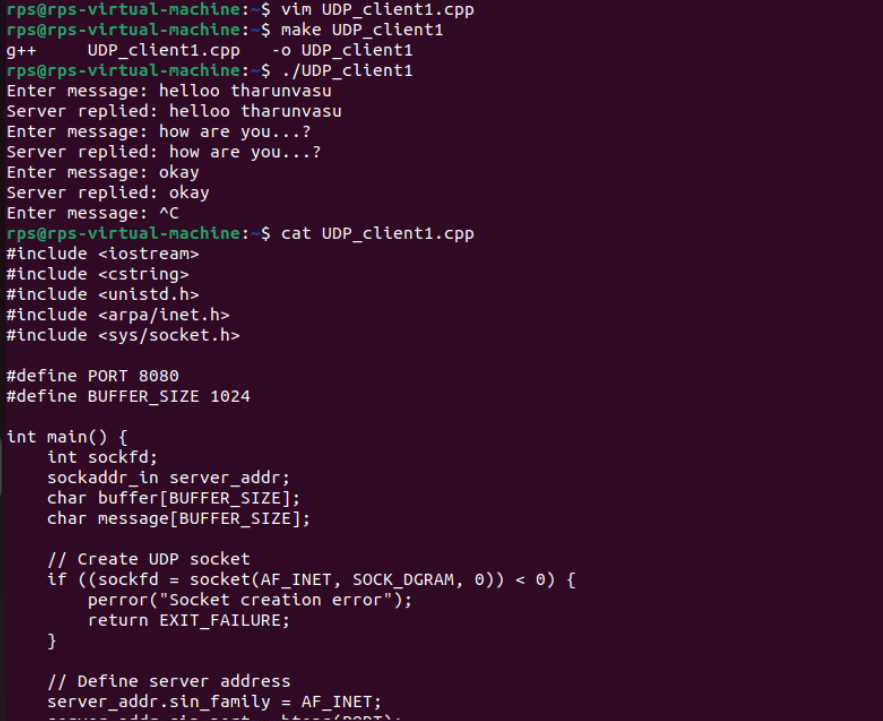 rps@rps-virtual-machine:~$ vim UDP_client1.cpp
rps@rps-virtual-machine:~$ make UDP_client1
g++     UDP_client1.cpp   -o UDP_client1
rps@rps-virtual-machine:~$ ./UDP_client1
Enter message: helloo tharunvasu
Server replied: helloo tharunvasu
Enter message: how are you...?
Server replied: how are you...?
Enter message: okay
Server replied: okay
Enter message: ^C
rps@rps-virtual-machine:~$ cat UDP_client1.cpp
#include <iostream>
#include <cstring>
#include <unistd.h>
#include <arpa/inet.h>
#include <sys/socket.h>

#define PORT 8080
#define BUFFER_SIZE 1024

int main() {
    int sockfd;
    sockaddr_in server_addr;
    char buffer[BUFFER_SIZE];
    char message[BUFFER_SIZE];

    // Create UDP socket
    if ((sockfd = socket(AF_INET, SOCK_DGRAM, 0)) < 0) {
        perror("Socket creation error");
        return EXIT_FAILURE;
    }

    // Define server address
    server_addr.sin_family = AF_INET;
    server_addr.sin_port = htons(PORT);